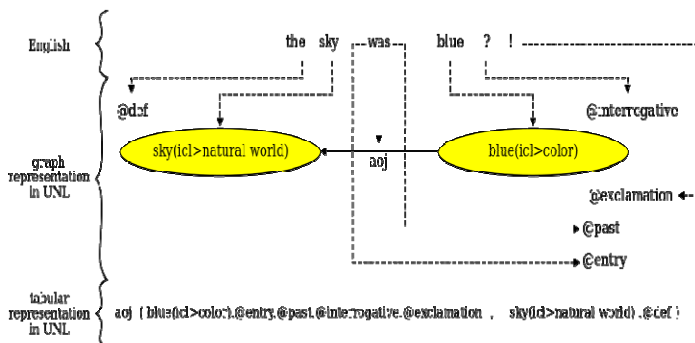 English
the sky was blue ? !
@def
@interrogative
graph
representation
in UNL
sky(icl>natural world)
aoj
blue(icl>color)
@exclamation
@past
@entry
tabular
representation
in UNL
aoj ( blue(icl>color).@entry.@past.@interrogative.@exclamation , sky(icl>natural world).@def )